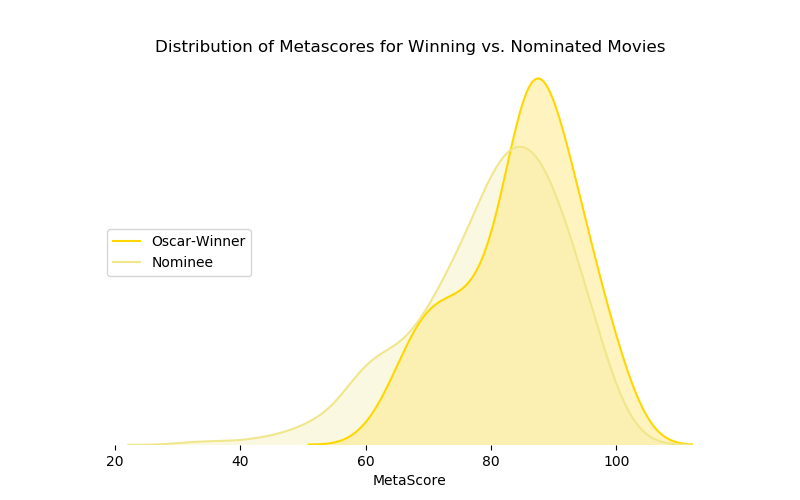 Distribution of Metascores for Winning vs. Nominated Movies
Oscar-Winner
Nominee
20 40 60 80 100
MetaScore